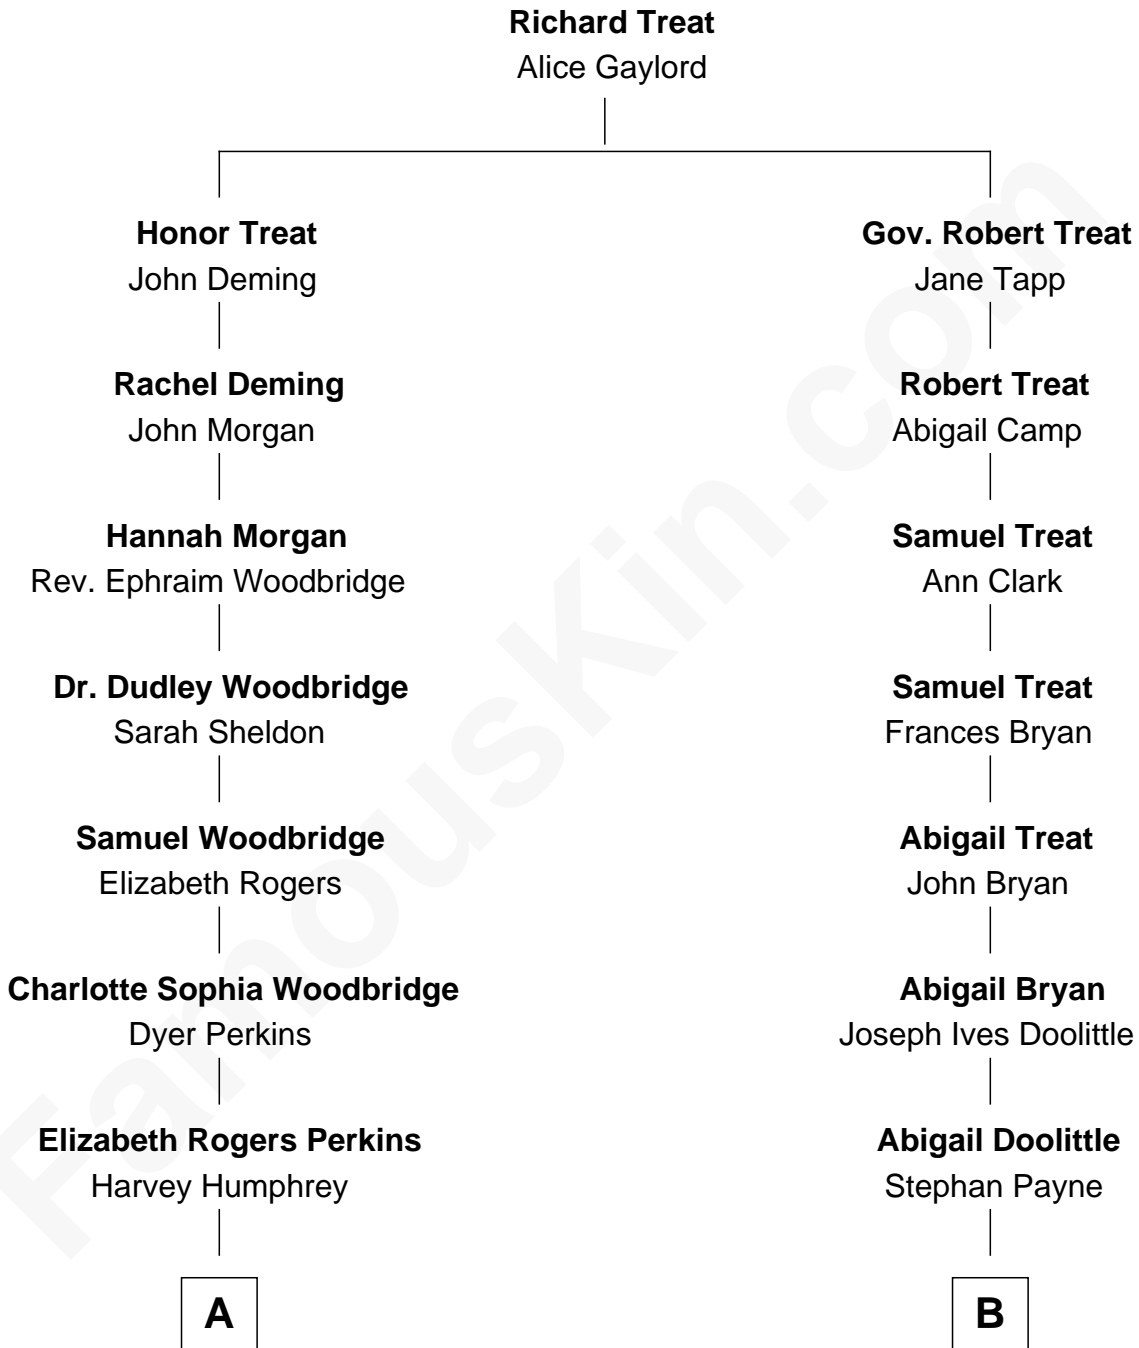 Richard Treat
Alice Gaylord
Honor Treat
John Deming
Gov. Robert Treat
Jane Tapp
Rachel Deming
John Morgan
Robert Treat
Abigail Camp
Hannah Morgan
Rev. Ephraim Woodbridge
Samuel Treat
Ann Clark
Dr. Dudley Woodbridge
Sarah Sheldon
Samuel Treat
Frances Bryan
Samuel Woodbridge
Elizabeth Rogers
Abigail Treat
John Bryan
Charlotte Sophia Woodbridge
Dyer Perkins
Abigail Bryan
Joseph Ives Doolittle
Elizabeth Rogers Perkins
Harvey Humphrey
Abigail Doolittle
Stephan Payne
A
B
FamousKin.com